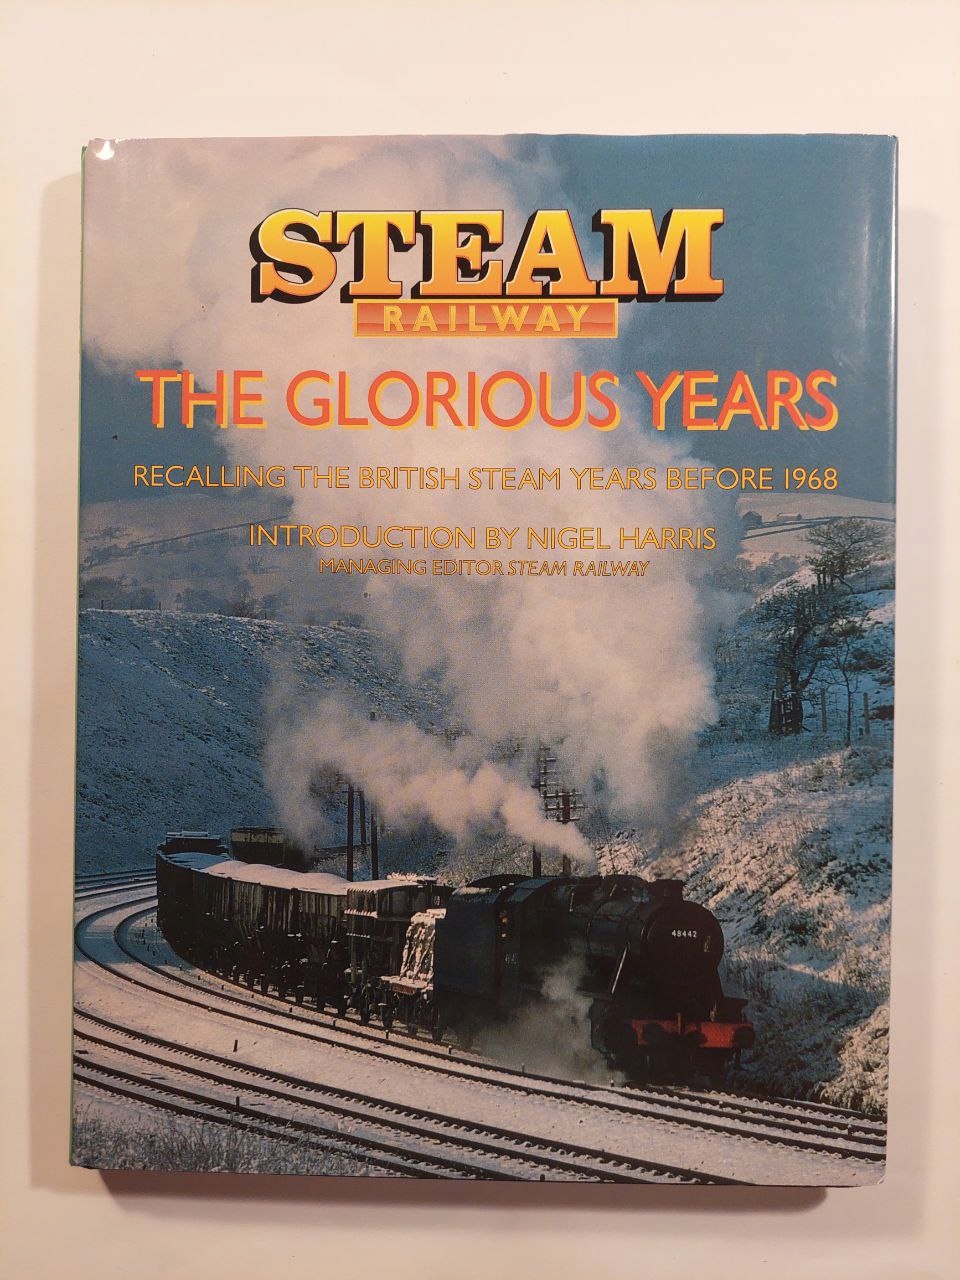 STEAM
RAILWAY
THE GLORIOUS YEARS
RECALLING THE BRITISH STEAM YEARS BEFORE 1968
INTRODUCTION BY NIGEL HARRIS
MANAGING EDITOR STEAM RAILWAY
48442